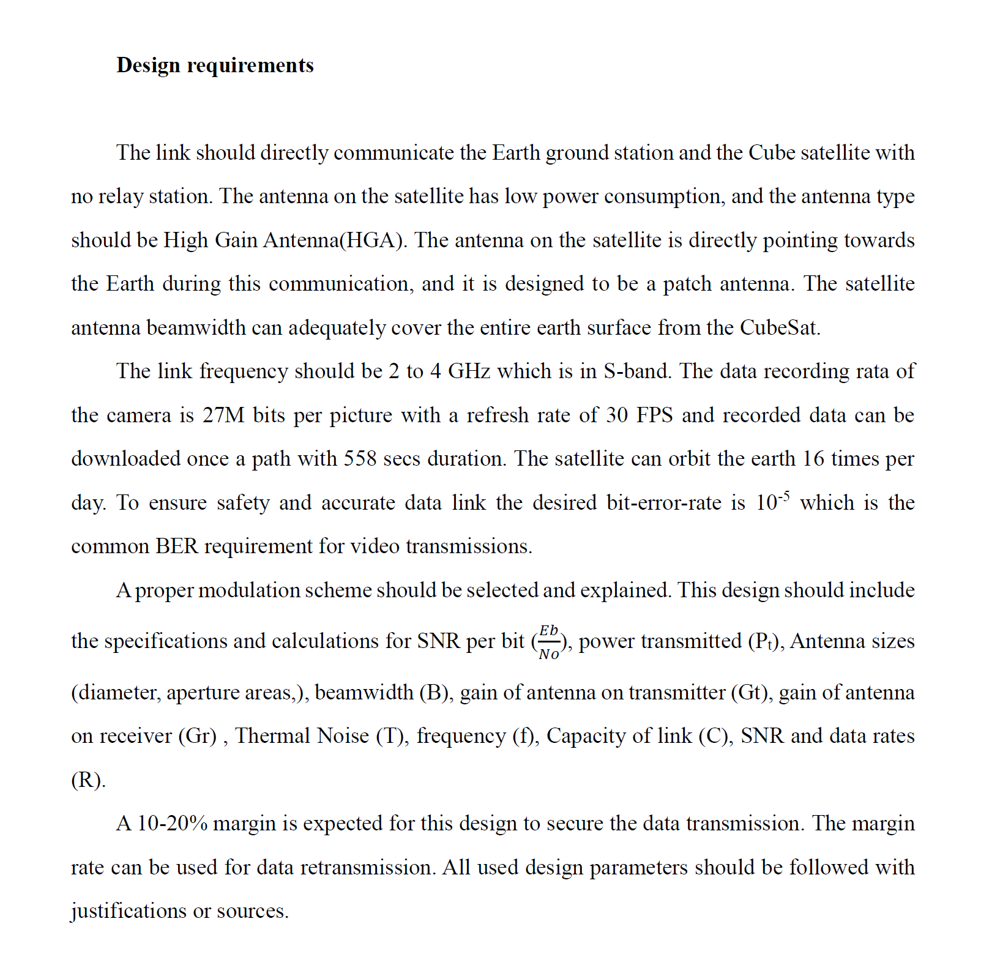 Design requirements
The link should directly communicate the Earth ground station and the Cube satellite with
no relay station. The antenna on the satellite has low power consumption, and the antenna type
should be High Gain Antenna(HGA). The antenna on the satellite is directly pointing towards
the Earth during this communication, and it is designed to be a patch antenna. The satellite
antenna beamwidth can adequately cover the entire earth surface from the CubeSat.
The link frequency should be 2 to 4 GHz which is in S-band. The data recording rata of
the camera is 27M bits per picture with a refresh rate of 30 FPS and recorded data can be
downloaded once a path with 558 secs duration. The satellite can orbit the earth 16 times per
day. To ensure safety and accurate data link the desired bit-error-rate is 10⁻⁵ which is the
common BER requirement for video transmissions.
A proper modulation scheme should be selected and explained. This design should include
the specifications and calculations for SNR per bit (Eb/No), power transmitted (Pₜ), Antenna sizes
(diameter, aperture areas,), beamwidth (B), gain of antenna on transmitter (Gt), gain of antenna
on receiver (Gr) , Thermal Noise (T), frequency (f), Capacity of link (C), SNR and data rates
(R).
A 10-20% margin is expected for this design to secure the data transmission. The margin
rate can be used for data retransmission. All used design parameters should be followed with
justifications or sources.